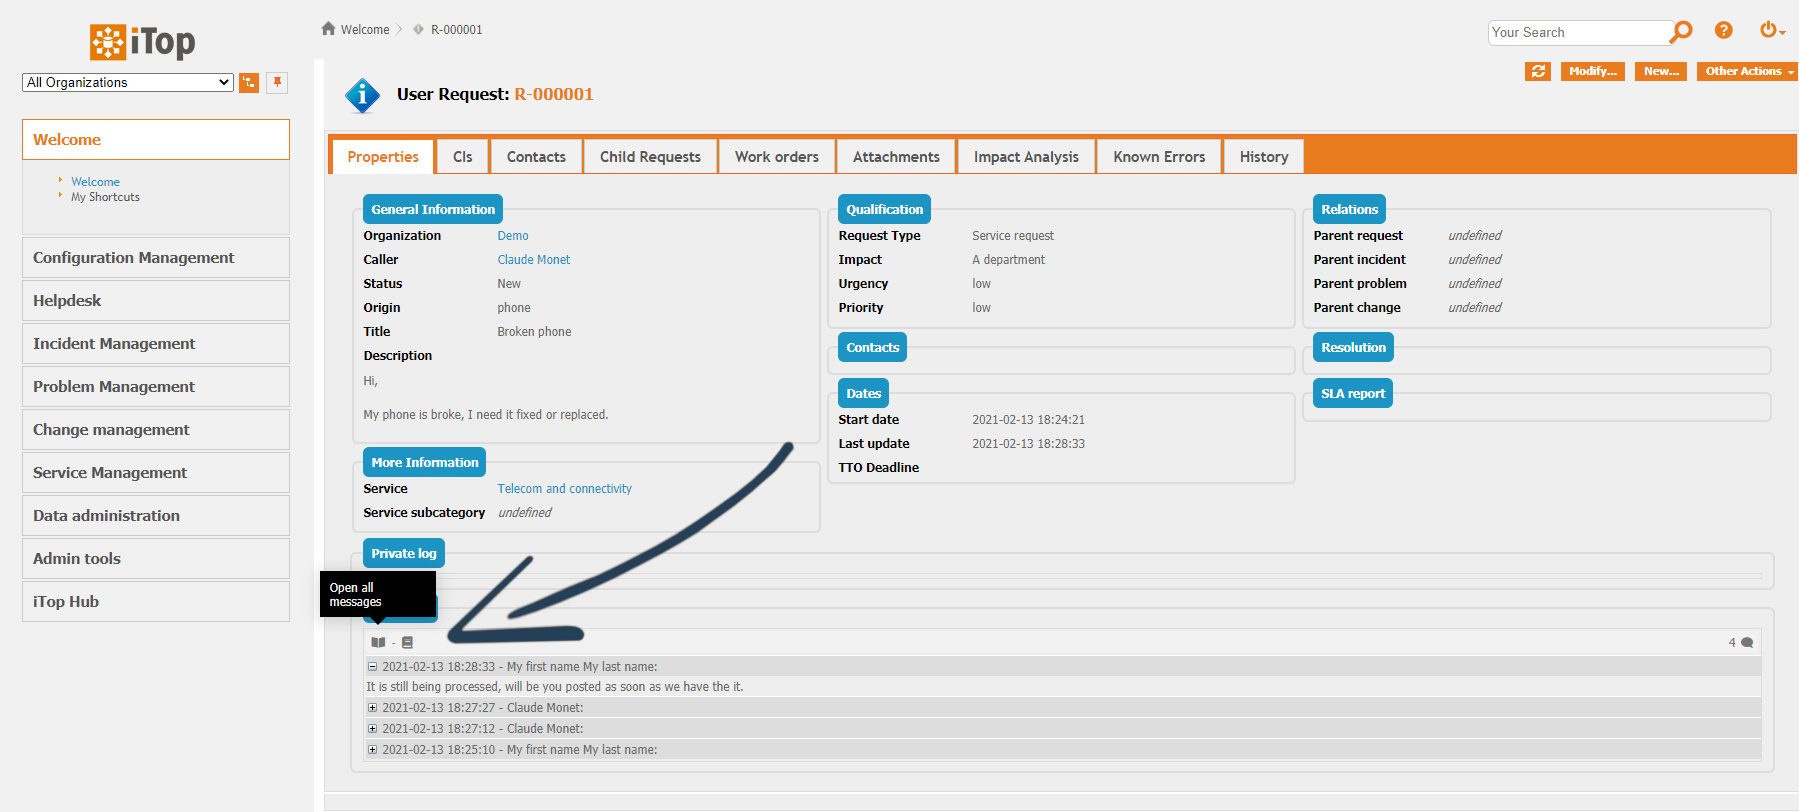 iTop
All Organizations
Welcome
Welcome
My Shortcuts
Configuration Management
Helpdesk
Incident Management
Problem Management
Change management
Service Management
Data administration
Admin tools
iTop Hub
Welcome
R-000001
Your Search
?
Modify...
New...
Other Actions
User Request: R-000001
Properties
CIs
Contacts
Child Requests
Work orders
Attachments
Impact Analysis
Known Errors
History
General Information
Organization Demo
Caller Claude Monet
Status New
Origin phone
Title Broken phone
Description
Hi,
My phone is broke, I need it fixed or replaced.
More Information
Service Telecom and connectivity
Service subcategory undefined
Qualification
Request Type Service request
Impact A department
Urgency low
Priority low
Contacts
Dates
Start date 2021-02-13 18:24:21
Last update 2021-02-13 18:28:33
TTO Deadline
Relations
Parent request undefined
Parent incident undefined
Parent problem undefined
Parent change undefined
Resolution
SLA report
Private log
Open all
messages
-
4
2021-02-13 18:28:33 - My first name My last name:
It is still being processed, will be you posted as soon as we have the it.
2021-02-13 18:27:27 - Claude Monet:
2021-02-13 18:27:12 - Claude Monet:
2021-02-13 18:25:10 - My first name My last name: